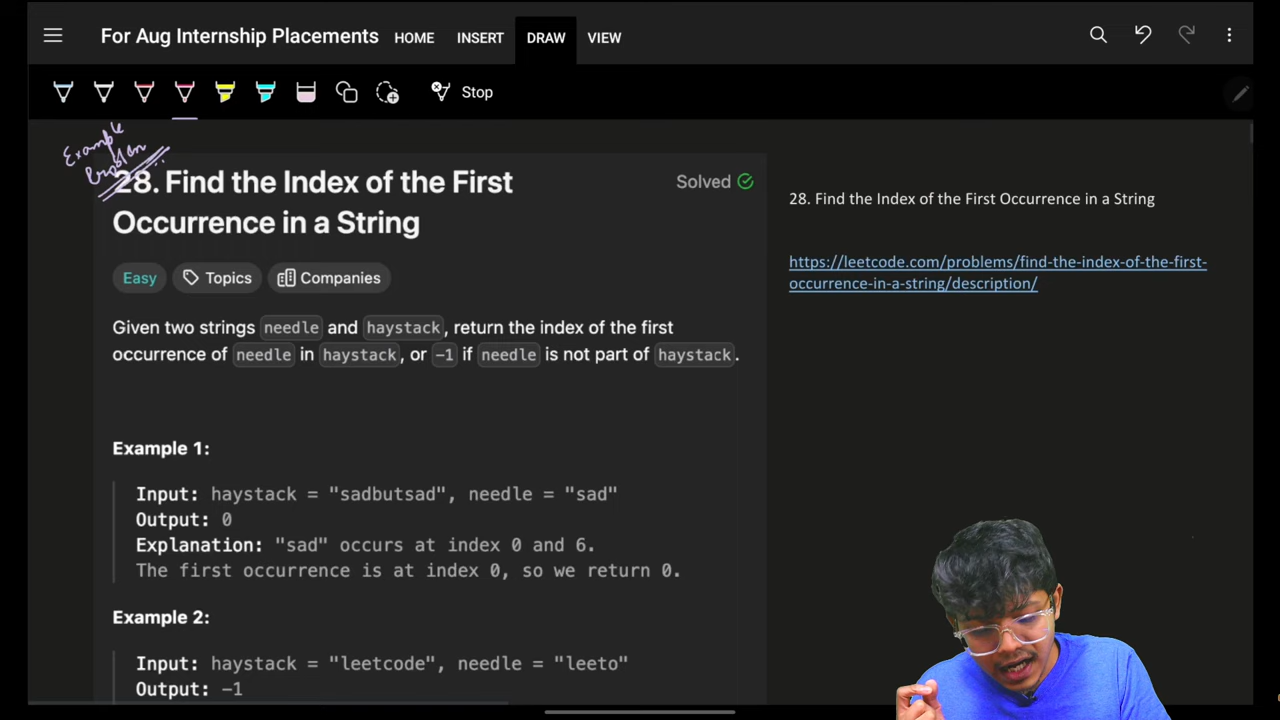 For Aug Internship Placements HOME INSERT DRAW VIEW
Stop
Example
Problem
28. Find the Index of the First
Occurrence in a String
Solved
Easy Topics Companies
Given two strings needle and haystack, return the index of the first
occurrence of needle in haystack, or -1 if needle is not part of haystack.
Example 1:
Input: haystack = "sadbutsad", needle = "sad"
Output: 0
Explanation: "sad" occurs at index 0 and 6.
The first occurrence is at index 0, so we return 0.
Example 2:
Input: haystack = "leetcode", needle = "leeto"
Output: -1
28. Find the Index of the First Occurrence in a String
https://leetcode.com/problems/find-the-index-of-the-first-
occurrence-in-a-string/description/